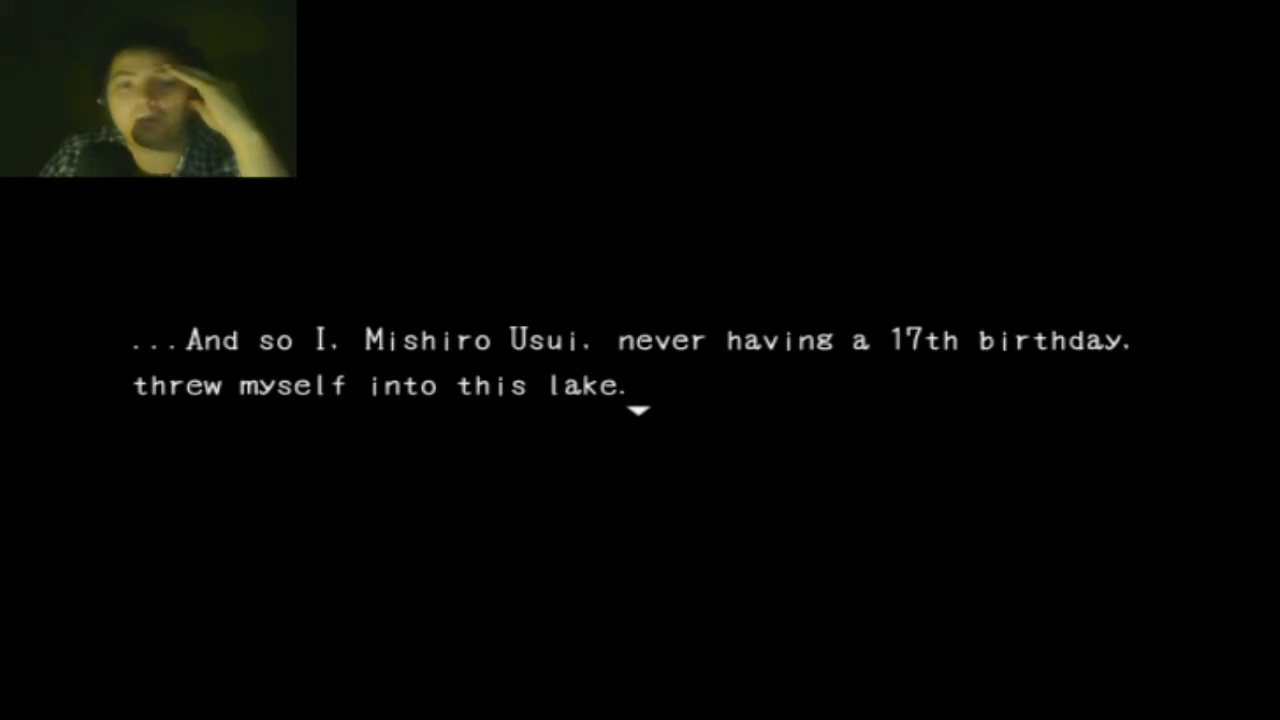 ...And so I, Mishiro Usui, never having a 17th birthday,
threw myself into this lake.